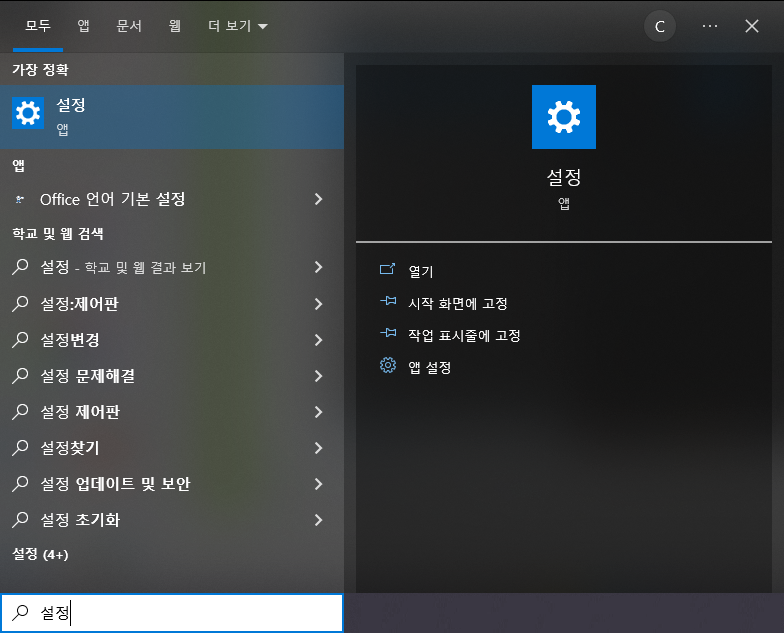 모두 앱 문서 웹 더 보기 C
가장 정확
설정
앱
앱
Office 언어 기본 설정
학교 및 웹 검색
설정 - 학교 및 웹 결과 보기
설정:제어판
설정변경
설정 문제해결
설정 제어판
설정찾기
설정 업데이트 및 보안
설정 초기화
설정 (4+)
설정
설정
앱
열기
시작 화면에 고정
작업 표시줄에 고정
앱 설정